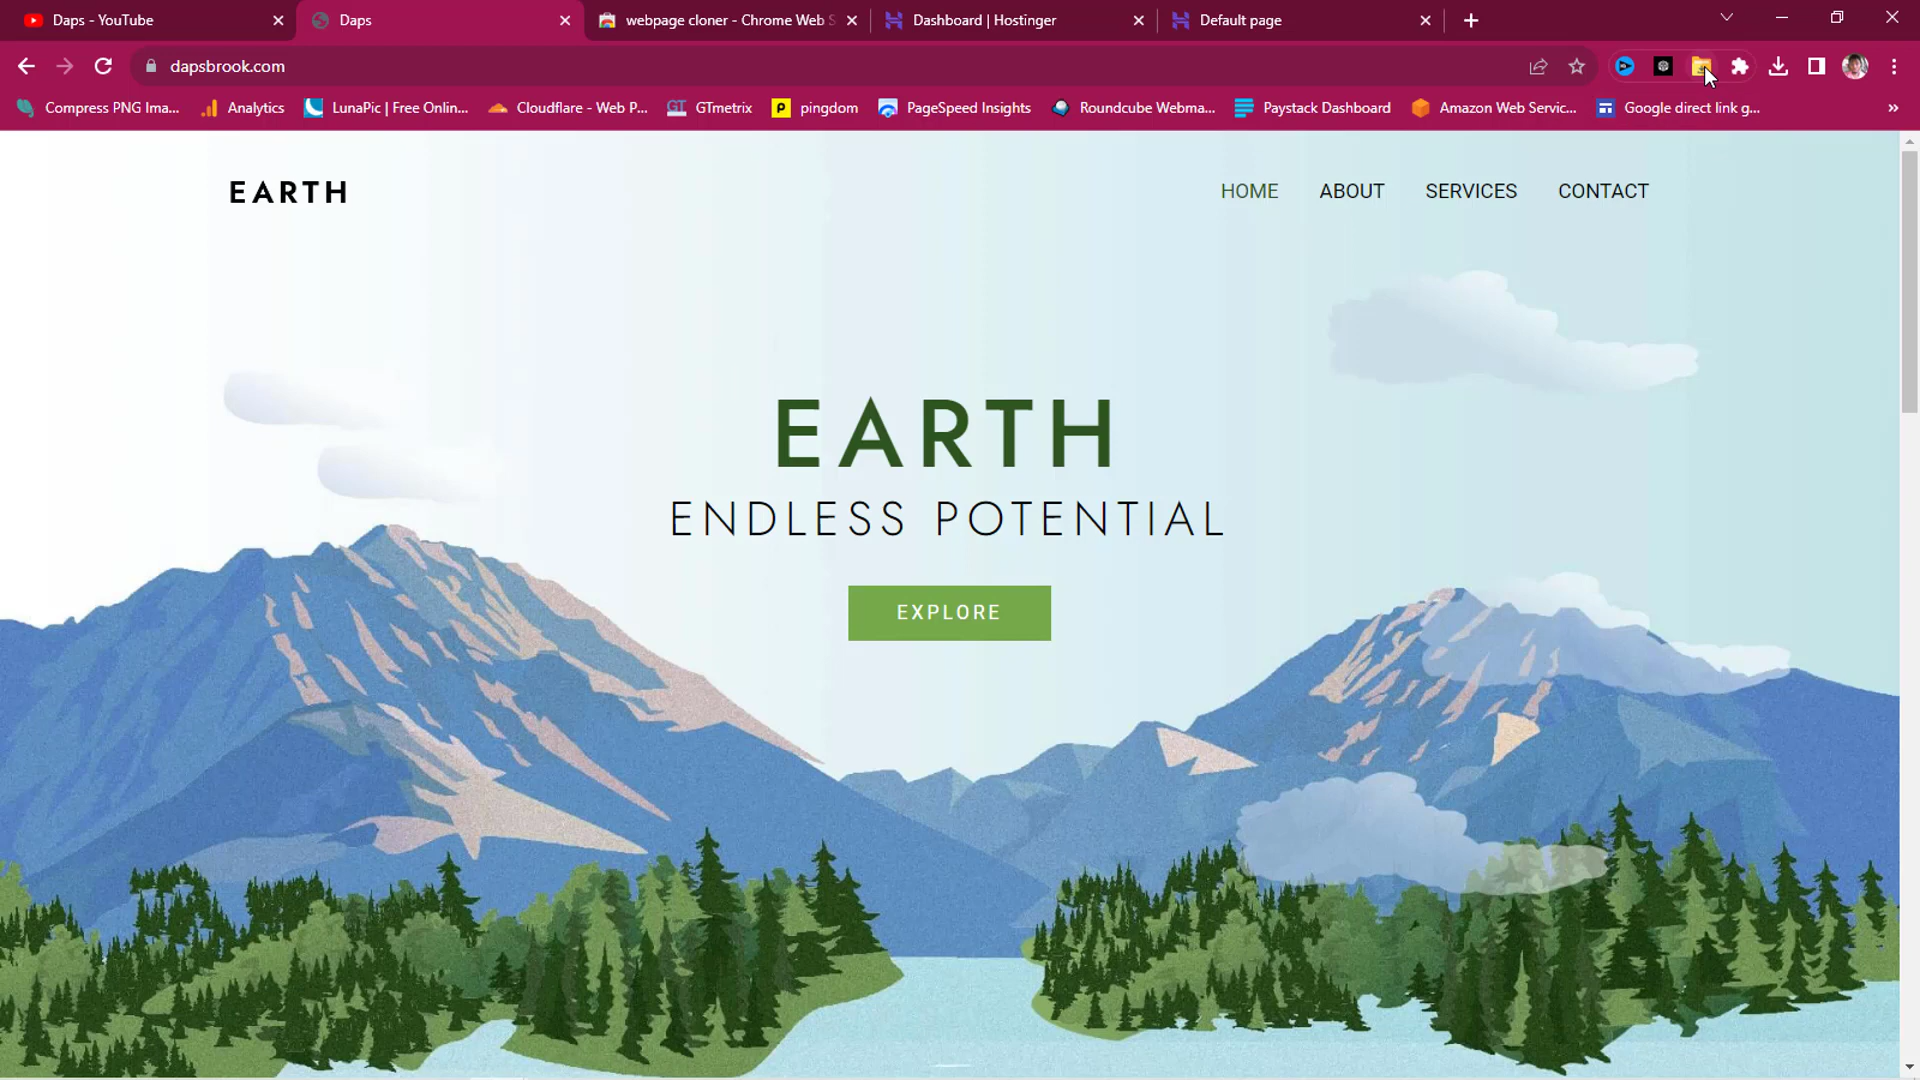 Daps - YouTube
Daps
webpage cloner - Chrome Web S
Dashboard | Hostinger
Default page
dapsbrook.com
Compress PNG Ima...
Analytics
LunaPic | Free Onlin...
Cloudflare - Web P...
GT GTmetrix
P pingdom
PageSpeed Insights
Roundcube Webma...
Paystack Dashboard
Amazon Web Servic...
Google direct link g...
EARTH
HOME ABOUT SERVICES CONTACT
EARTH
ENDLESS POTENTIAL
EXPLORE